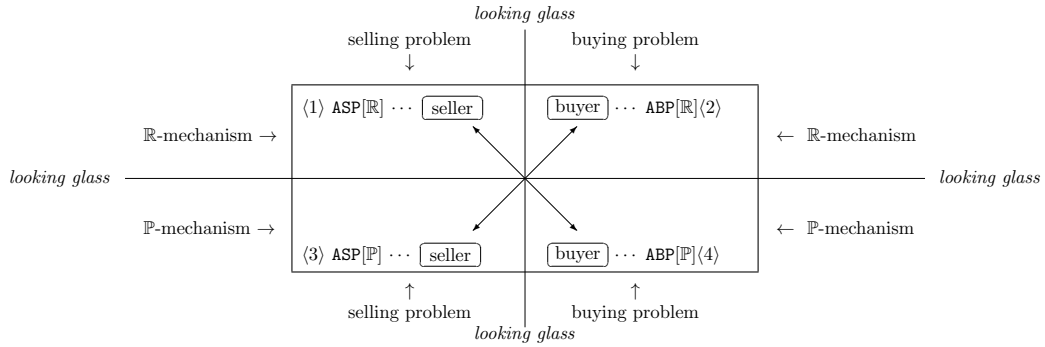 looking glass
selling problem buying problem
↓ ↓
⟨1⟩ ASP[ℝ] ··· seller buyer ··· ABP[ℝ]⟨2⟩
ℝ-mechanism → ← ℝ-mechanism
looking glass looking glass
ℙ-mechanism → ← ℙ-mechanism
⟨3⟩ ASP[ℙ] ··· seller buyer ··· ABP[ℙ]⟨4⟩
↑ ↑
selling problem buying problem
looking glass